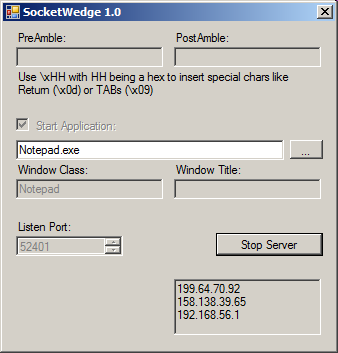 SocketWedge 1.0
PreAmble: PostAmble:
Use \xHH with HH being a hex to insert special chars like
Return (\x0d) or TABs (\x09)
Start Application:
Notepad.exe ...
Window Class: Window Title:
Notepad
Listen Port:
52401 Stop Server
199.64.70.92
158.138.39.65
192.168.56.1